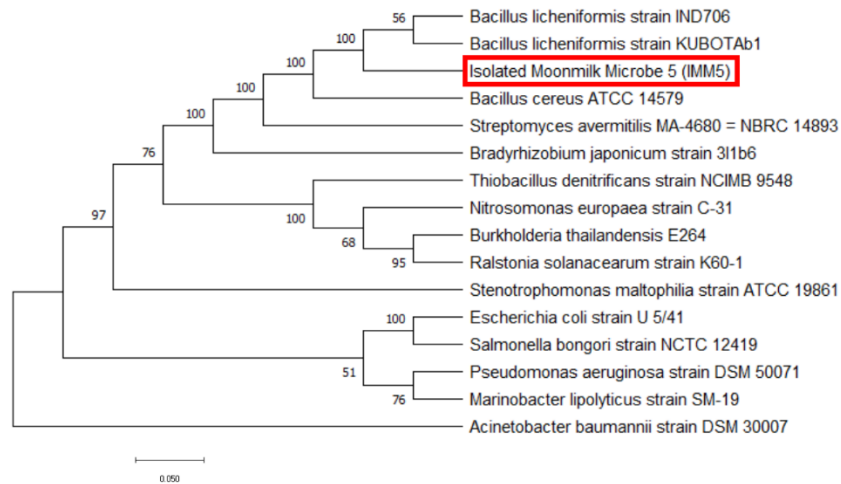 Bacillus licheniformis strain IND706
56
Bacillus licheniformis strain KUBOTAb1
100
Isolated Moonmilk Microbe 5 (IMM5)
100
Bacillus cereus ATCC 14579
100
Streptomyces avermitilis MA-4680 = NBRC 14893
100
Bradyrhizobium japonicum strain 3I1b6
76
Thiobacillus denitrificans strain NCIMB 9548
100
Nitrosomonas europaea strain C-31
97
68
Burkholderia thailandensis E264
95
Ralstonia solanacearum strain K60-1
Stenotrophomonas maltophilia strain ATCC 19861
Escherichia coli strain U 5/41
100
Salmonella bongori strain NCTC 12419
51
Pseudomonas aeruginosa strain DSM 50071
76
Marinobacter lipolyticus strain SM-19
Acinetobacter baumannii strain DSM 30007
0.050